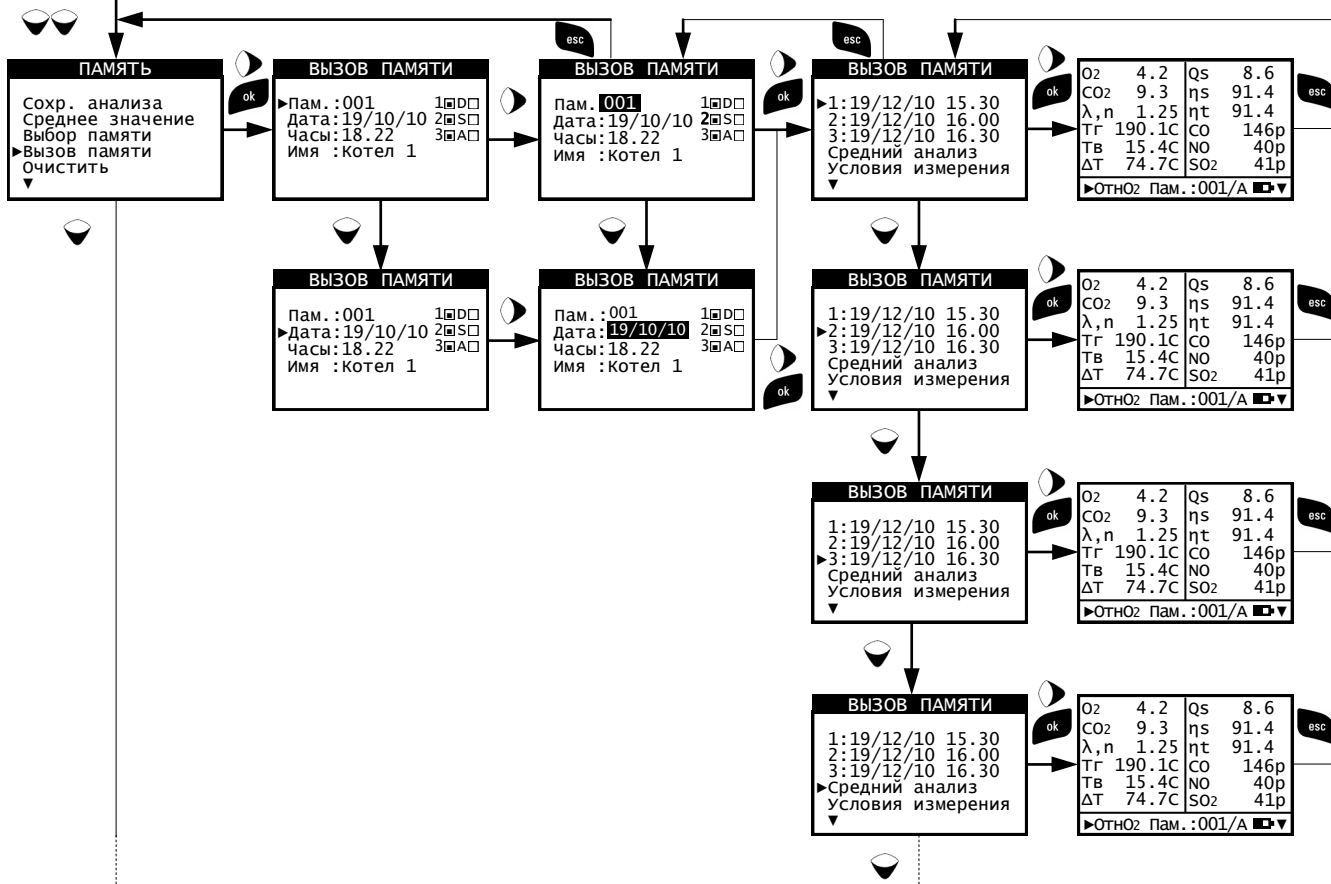 esc
esc
ПАМЯТЬ
Сохр. анализа
Среднее значение
Выбор памяти
►Вызов памяти
Очистить
▼
ok
ВЫЗОВ ПАМЯТИ
►Пам.:001 1▣D□
Дата:19/10/10 2▣S□
Часы:18.22 3▣A□
Имя :Котел 1
ВЫЗОВ ПАМЯТИ
Пам. 001 1▣D□
Дата:19/10/10 2▣S□
Часы:18.22 3▣A□
Имя :Котел 1
ok
ВЫЗОВ ПАМЯТИ
►1:19/12/10 15.30
2:19/12/10 16.00
3:19/12/10 16.30
Средний анализ
Условия измерения
▼
ok
O2 4.2 Qs 8.6
CO2 9.3 ηs 91.4
λ,n 1.25 ηt 91.4
Тг 190.1C CO 146p
Тв 15.4C NO 40p
ΔT 74.7C SO2 41p
►ОтнO2 Пам.:001/A ▼
esc
ВЫЗОВ ПАМЯТИ
Пам.:001 1▣D□
►Дата:19/10/10 2▣S□
Часы:18.22 3▣A□
Имя :Котел 1
ВЫЗОВ ПАМЯТИ
Пам.:001 1▣D□
Дата:19/10/10 2▣S□
Часы:18.22 3▣A□
Имя :Котел 1
ok
ВЫЗОВ ПАМЯТИ
1:19/12/10 15.30
►2:19/12/10 16.00
3:19/12/10 16.30
Средний анализ
Условия измерения
▼
ok
O2 4.2 Qs 8.6
CO2 9.3 ηs 91.4
λ,n 1.25 ηt 91.4
Тг 190.1C CO 146p
Тв 15.4C NO 40p
ΔT 74.7C SO2 41p
►ОтнO2 Пам.:001/A ▼
esc
ВЫЗОВ ПАМЯТИ
1:19/12/10 15.30
2:19/12/10 16.00
►3:19/12/10 16.30
Средний анализ
Условия измерения
▼
ok
O2 4.2 Qs 8.6
CO2 9.3 ηs 91.4
λ,n 1.25 ηt 91.4
Тг 190.1C CO 146p
Тв 15.4C NO 40p
ΔT 74.7C SO2 41p
►ОтнO2 Пам.:001/A ▼
esc
ВЫЗОВ ПАМЯТИ
1:19/12/10 15.30
2:19/12/10 16.00
3:19/12/10 16.30
►Средний анализ
Условия измерения
▼
ok
O2 4.2 Qs 8.6
CO2 9.3 ηs 91.4
λ,n 1.25 ηt 91.4
Тг 190.1C CO 146p
Тв 15.4C NO 40p
ΔT 74.7C SO2 41p
►ОтнO2 Пам.:001/A ▼
esc